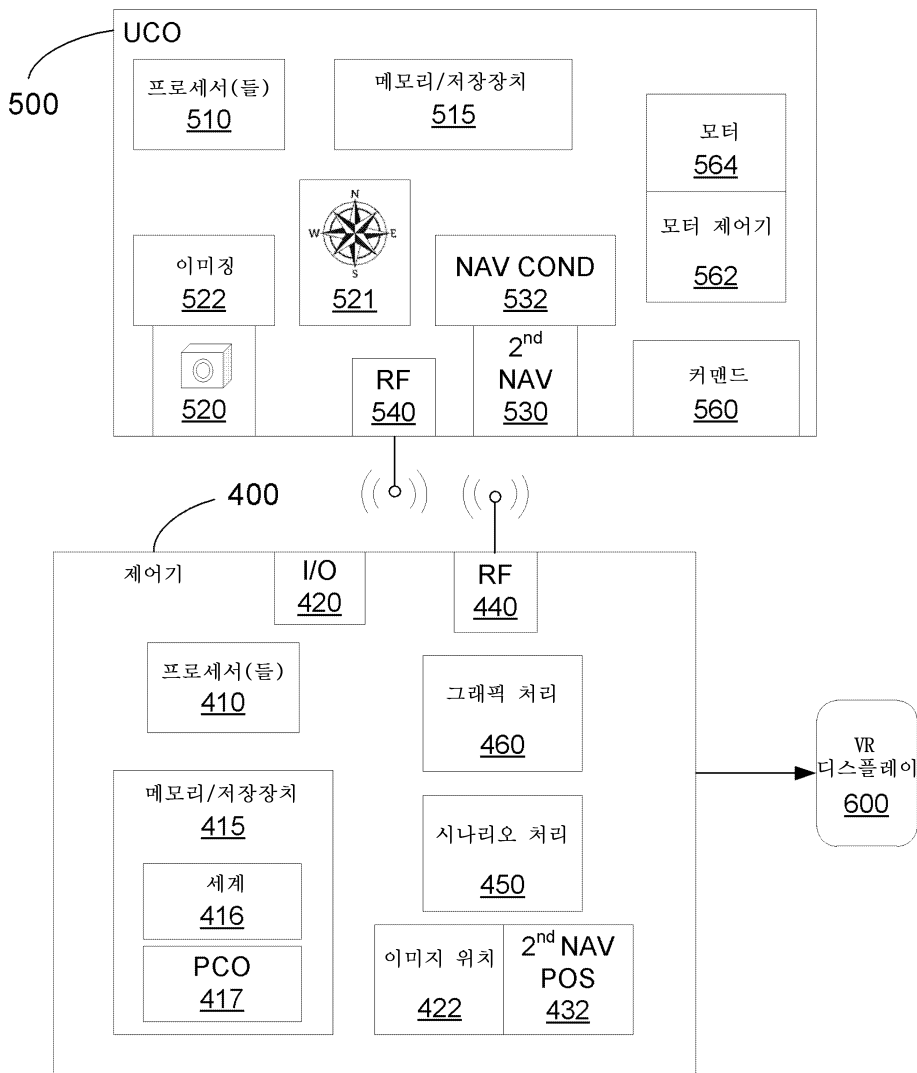 UCO
500
프로세서(들)
510
메모리/저장장치
515
모터
564
모터 제어기
562
N
W
E
S
521
이미징
522
NAV COND
532
520
RF
540
2nd
NAV
530
커맨드
560
400
제어기
I/O
420
RF
440
프로세서(들)
410
그래픽 처리
460
VR
디스플레이
600
메모리/저장장치
415
세계
416
PCO
417
시나리오 처리
450
이미지 위치
422
2nd NAV
POS
432